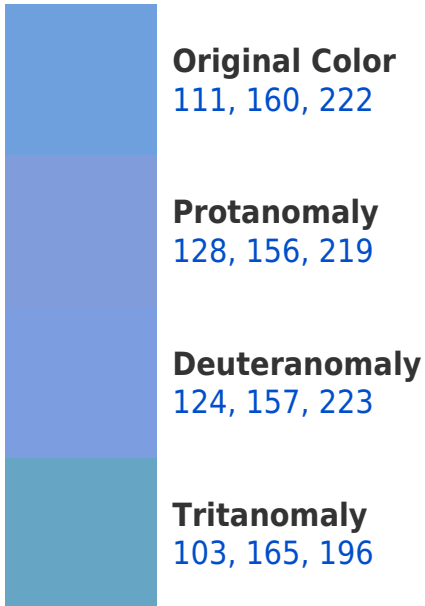 Original Color
111, 160, 222
Protanomaly
128, 156, 219
Deuteranomaly
124, 157, 223
Tritanomaly
103, 165, 196